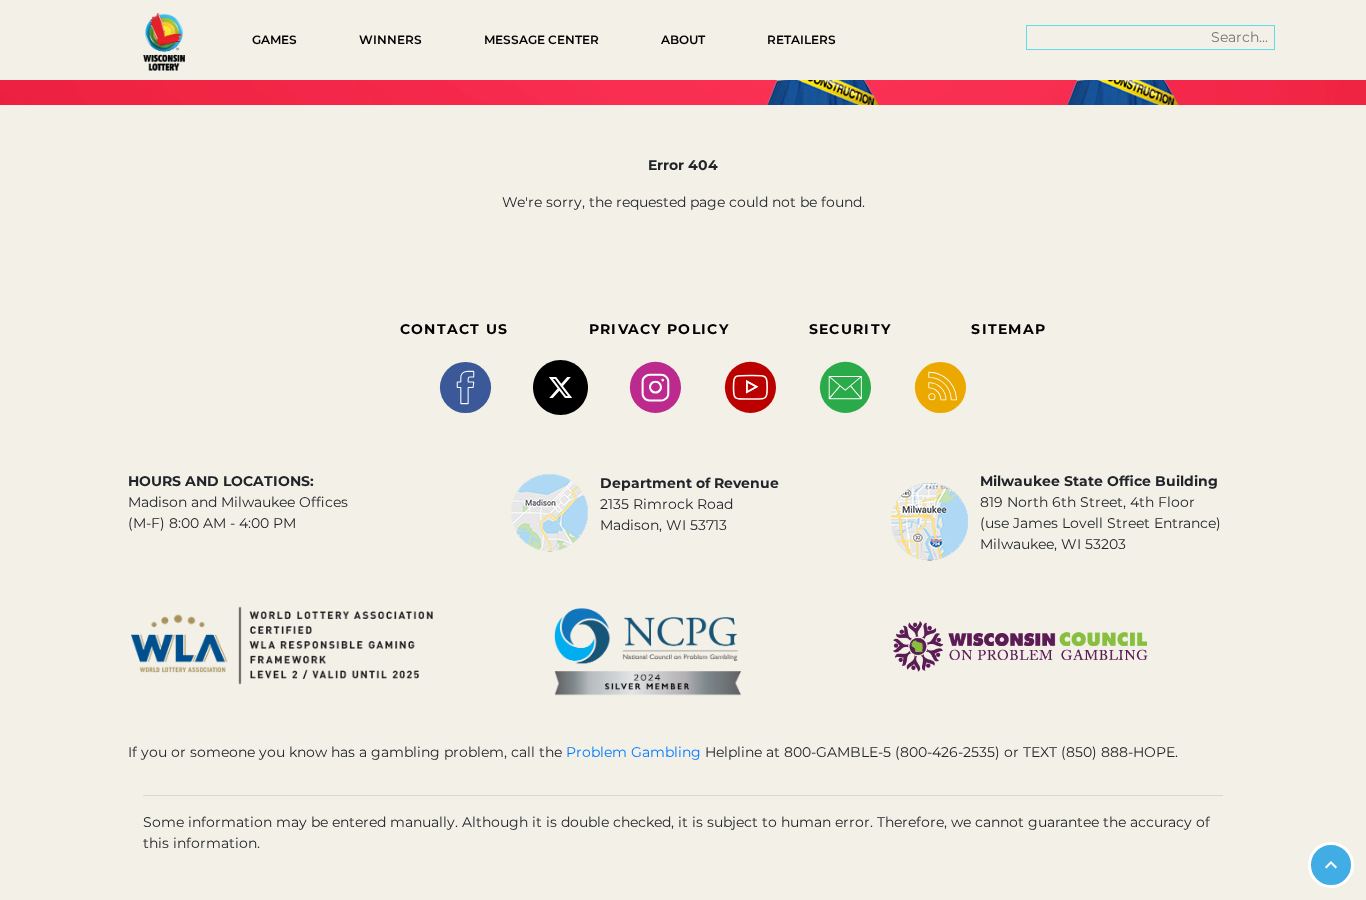 WISCONSIN
LOTTERY
GAMES
WINNERS
MESSAGE CENTER
ABOUT
RETAILERS
Search...
CONSTRUCTION
CONSTRUCTION
Error 404
We're sorry, the requested page could not be found.
CONTACT US
PRIVACY POLICY
SECURITY
SITEMAP
HOURS AND LOCATIONS:
Madison and Milwaukee Offices
(M-F) 8:00 AM - 4:00 PM
Madison
Department of Revenue
2135 Rimrock Road
Madison, WI 53713
Milwaukee
Milwaukee State Office Building
819 North 6th Street, 4th Floor
(use James Lovell Street Entrance)
Milwaukee, WI 53203
WLA
WORLD LOTTERY ASSOCIATION
WORLD LOTTERY ASSOCIATION
CERTIFIED
WLA RESPONSIBLE GAMING
FRAMEWORK
LEVEL 2 / VALID UNTIL 2025
NCPG
National Council on Problem Gambling
2024
SILVER MEMBER
WISCONSIN COUNCIL
ON PROBLEM GAMBLING
If you or someone you know has a gambling problem, call the Problem Gambling Helpline at 800-GAMBLE-5 (800-426-2535) or TEXT (850) 888-HOPE.
Some information may be entered manually. Although it is double checked, it is subject to human error. Therefore, we cannot guarantee the accuracy of
this information.